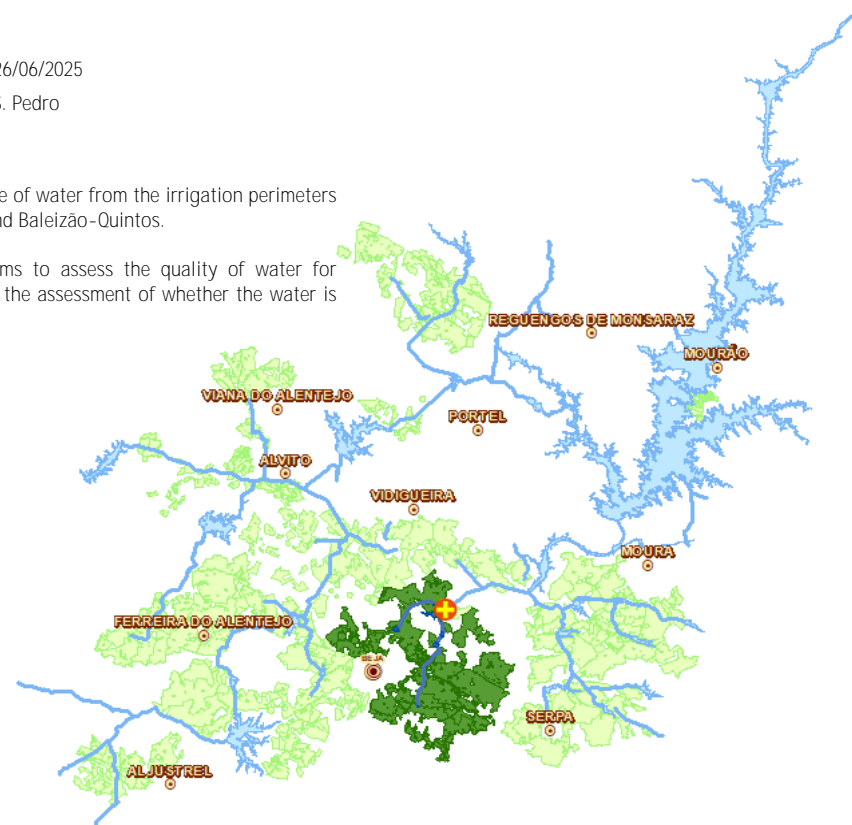 26/06/2025
S. Pedro
e of water from the irrigation perimeters
nd Baleizão-Quintos.
ms to assess the quality of water for
the assessment of whether the water is
REGUENGOS DE MONSARAZ
MOURÃO
VIANA DO ALENTEJO
PORTEL
ALVITO
VIDIGUEIRA
MOURA
FERREIRA DO ALENTEJO
BEJA
SERPA
ALJUSTREL